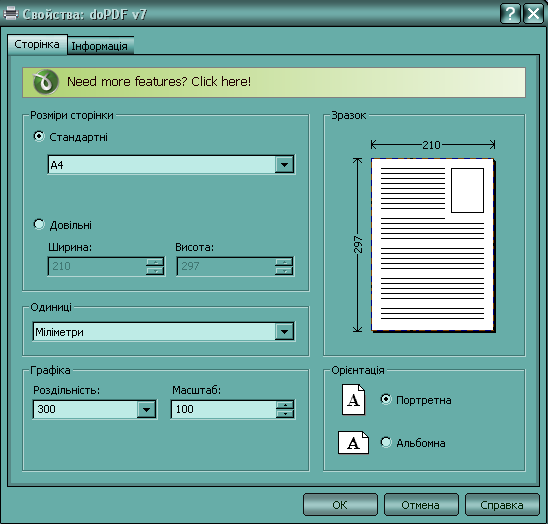 Свойства: doPDF v7
Сторінка
Інформація
Need more features? Click here!
Розміри сторінки
Стандартні
A4
Довільні
Ширина:
Висота:
210
297
Одиниці
Міліметри
Графіка
Роздільність:
Масштаб:
300
100
Зразок
210
297
Орієнтація
A
Портретна
A
Альбомна
OK
Отмена
Справка